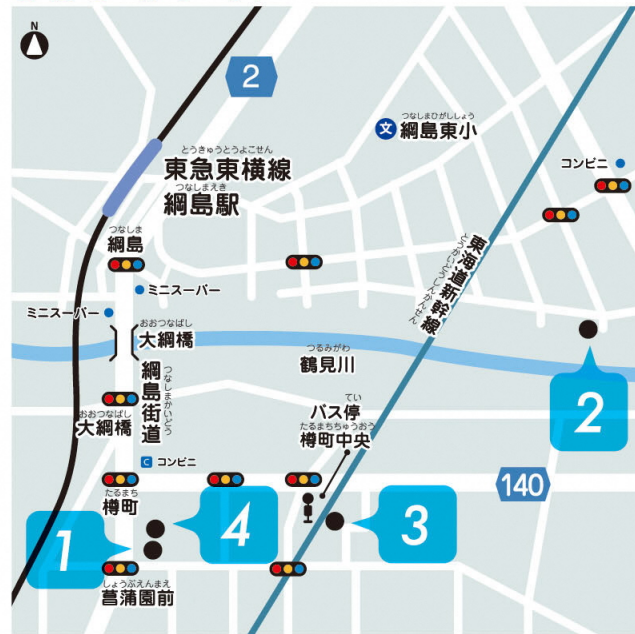 N
2
つなしまひがししょう
文 綱島東小
とうきゅうとうよこせん
東急東横線
つなしまえき
綱島駅
コンビニ
つなしま
綱島
東海道新幹線
とうかいどうしんかんせん
ミニスーパー
ミニスーパー
おおつなばし
大綱橋
つるみがわ
鶴見川
2
綱島街道
つなしまかいどう
おおつなばし
大綱橋
てい
バス停
たるまちちゅうおう
樽町中央
C コンビニ
140
たるまち
樽町
1
4
3
しょうぶえんまえ
菖蒲園前